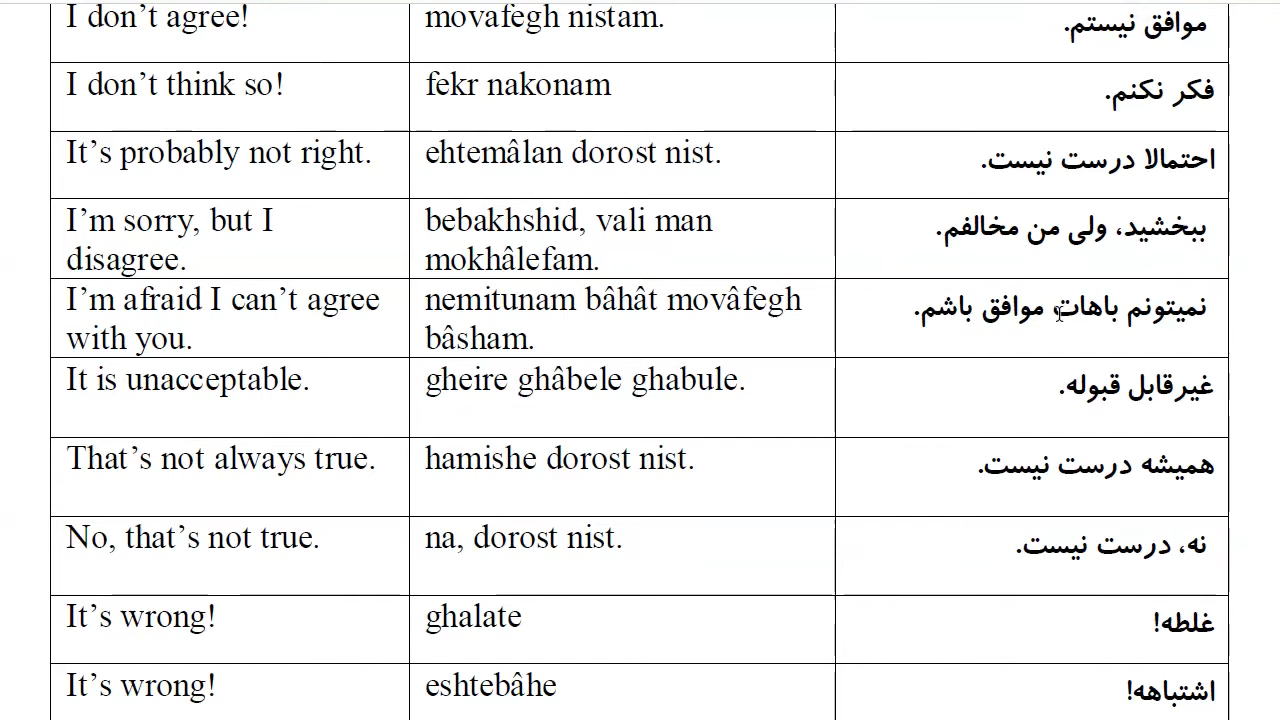 I don’t agree!
movafegh nistam.
موافق نیستم.
I don’t think so!
fekr nakonam
فکر نکنم.
It’s probably not right.
ehtemâlan dorost nist.
احتمالا درست نیست.
I’m sorry, but I
disagree.
bebakhshid, vali man
mokhâlefam.
ببخشید، ولی من مخالفم.
I’m afraid I can’t agree
with you.
nemitunam bâhât movâfegh
bâsham.
نمیتونم باهات موافق باشم.
It is unacceptable.
gheire ghâbele ghabule.
غیرقابل قبوله.
That’s not always true.
hamishe dorost nist.
همیشه درست نیست.
No, that’s not true.
na, dorost nist.
نه، درست نیست.
It’s wrong!
ghalate
غلطه!
It’s wrong!
eshtebâhe
اشتباهه!